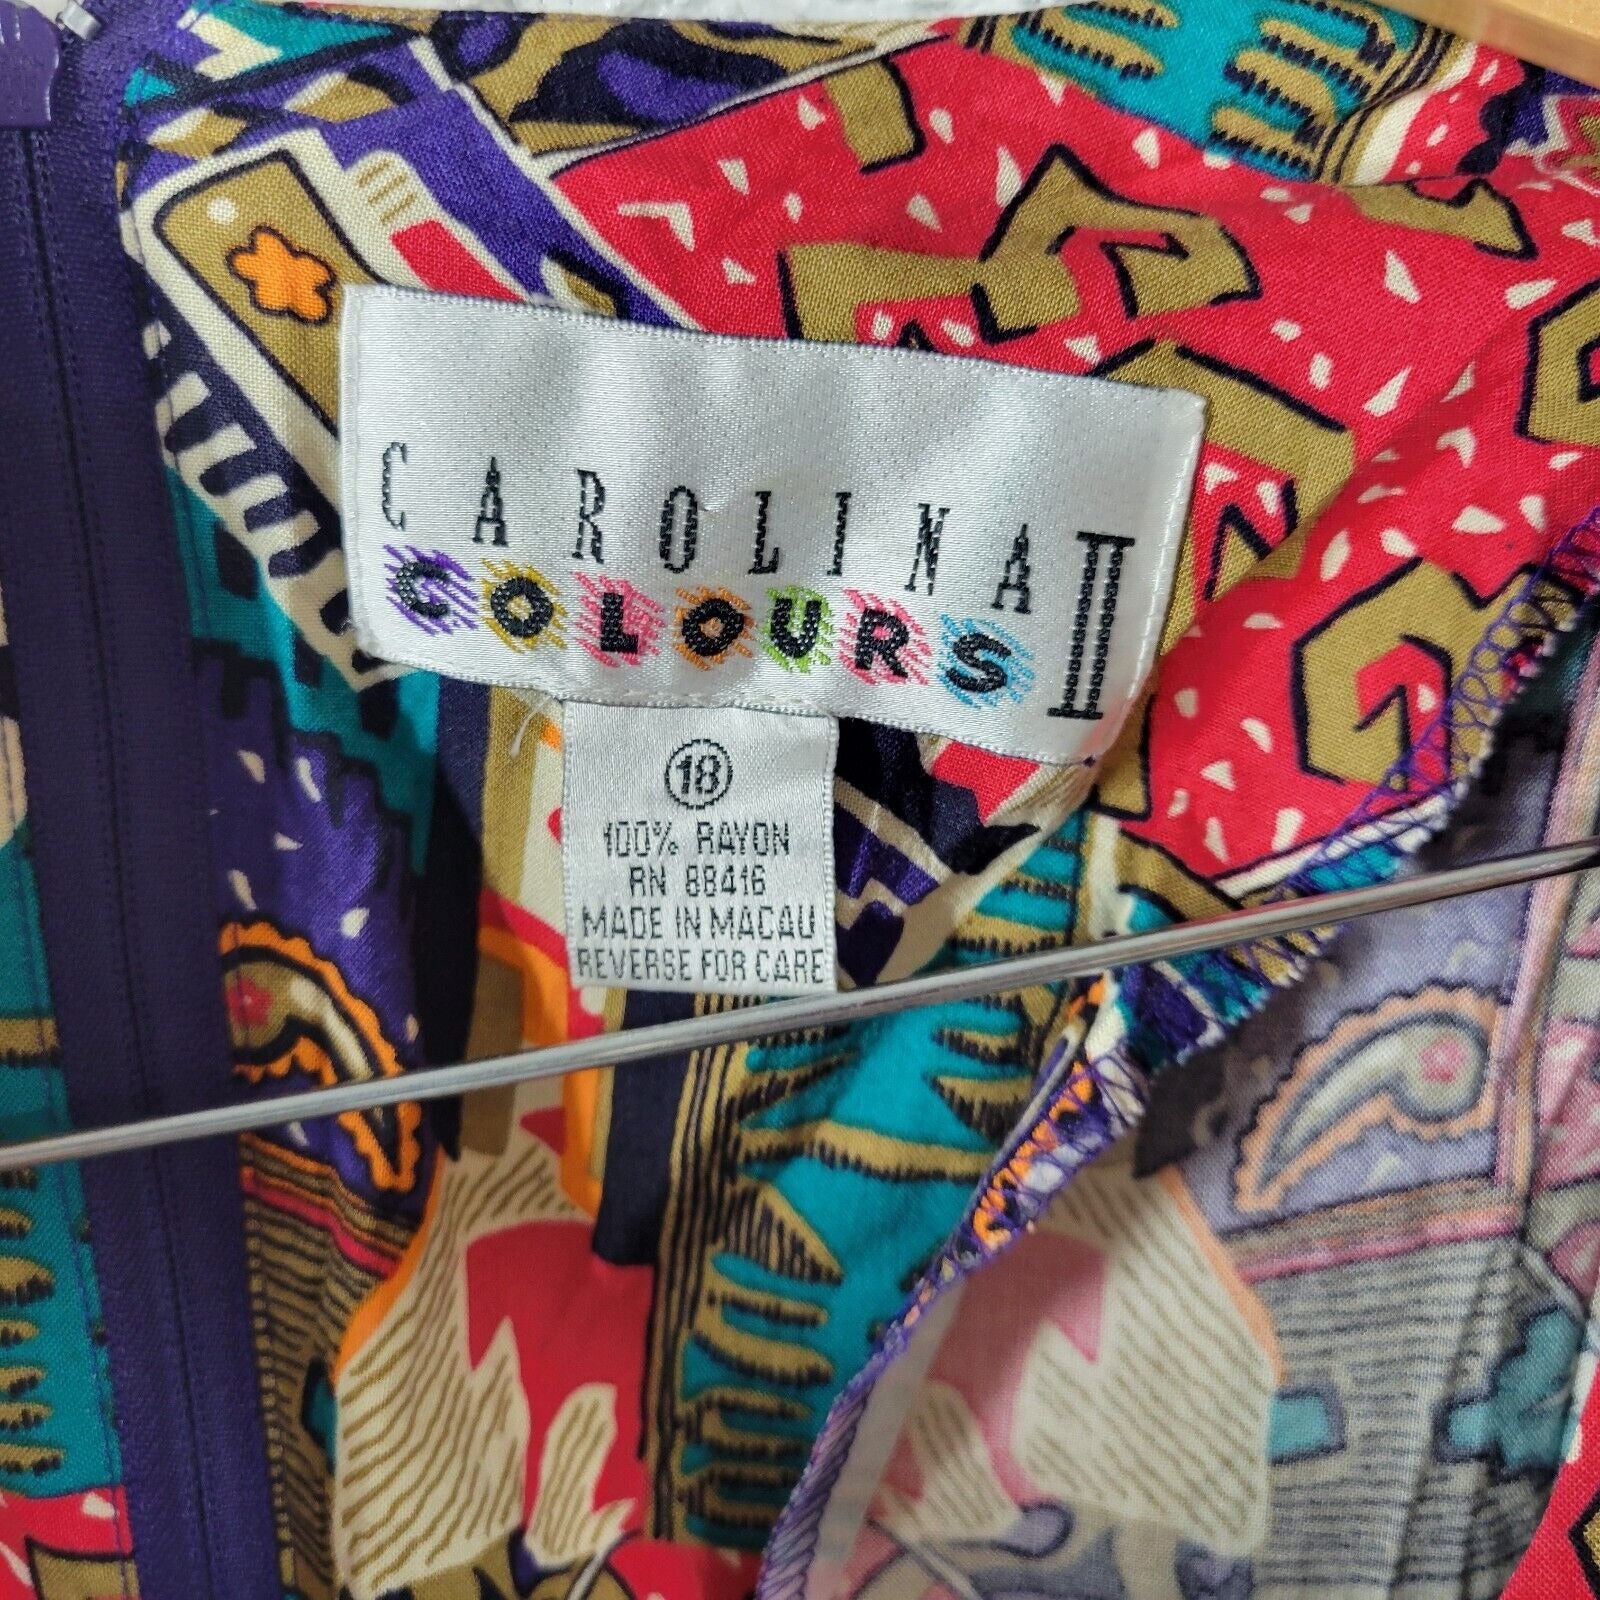 CAROLINA II
COLOURS
18
100% RAYON
RN 88416
MADE IN MACAU
REVERSE FOR CARE